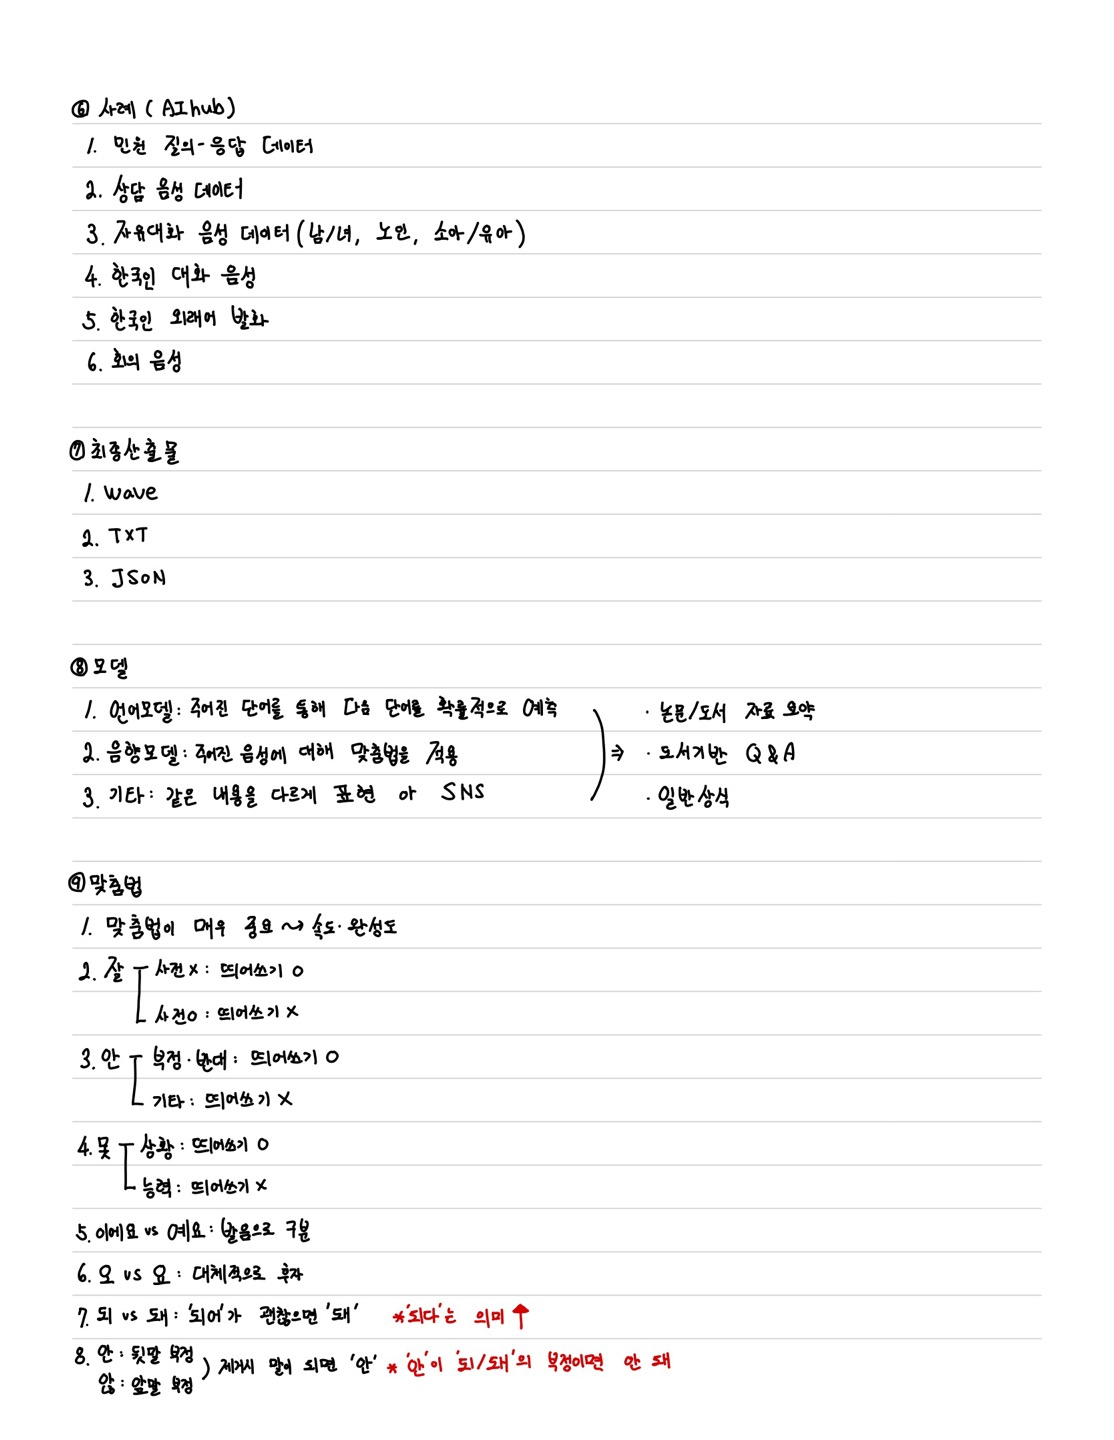 ⑥ 사례 (AI hub)
1. 민원 질의-응답 데이터
2. 상담 음성 데이터
3. 자유대화 음성 데이터 (남/녀, 노인, 소아/유아)
4. 한국인 대화 음성
5. 한국인 외래어 발화
6. 회의 음성
⑦ 최종산출물
1. wave
2. TXT
3. JSON
⑧ 모델
1. 언어모델 : 주어진 단어를 통해 다음 단어를 확률적으로 예측
2. 음향모델 : 주어진 음성에 대해 맞춤법을 적용
3. 기타 : 같은 내용을 다르게 표현 아 SNS
⇒
· 논문/도서 자료 요약
· 도서기반 Q & A
· 일반상식
⑨ 맞춤법
1. 맞춤법이 매우 중요 ~> 속도·완성도
2. 잘 사전 X : 띄어쓰기 O
사전 O : 띄어쓰기 X
3. 안 부정·반대 : 띄어쓰기 O
기타 : 띄어쓰기 X
4. 못 상황 : 띄어쓰기 O
능력 : 띄어쓰기 X
5. 이에요 vs 예요 : 발음으로 구분
6. 오 vs 요 : 대체적으로 후자
7. 되 vs 돼 : '되어'가 괜찮으면 '돼' *'되다'는 의미 ↑
8. 안 : 뒷말 부정
않 : 앞말 부정
) 제거시 말이 되면 '안' * '안'이 '되/돼'의 부정이면 안 돼